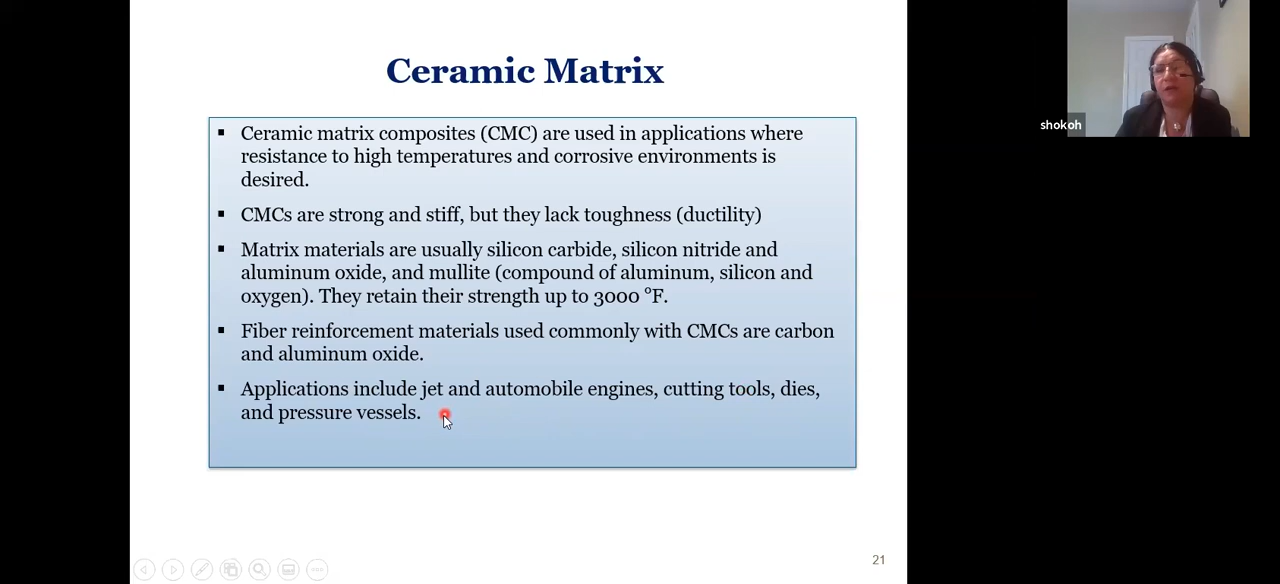 Ceramic Matrix
▪ Ceramic matrix composites (CMC) are used in applications where
resistance to high temperatures and corrosive environments is
desired.
▪ CMCs are strong and stiff, but they lack toughness (ductility)
▪ Matrix materials are usually silicon carbide, silicon nitride and
aluminum oxide, and mullite (compound of aluminum, silicon and
oxygen). They retain their strength up to 3000 °F.
▪ Fiber reinforcement materials used commonly with CMCs are carbon
and aluminum oxide.
▪ Applications include jet and automobile engines, cutting tools, dies,
and pressure vessels.
21
shokoh